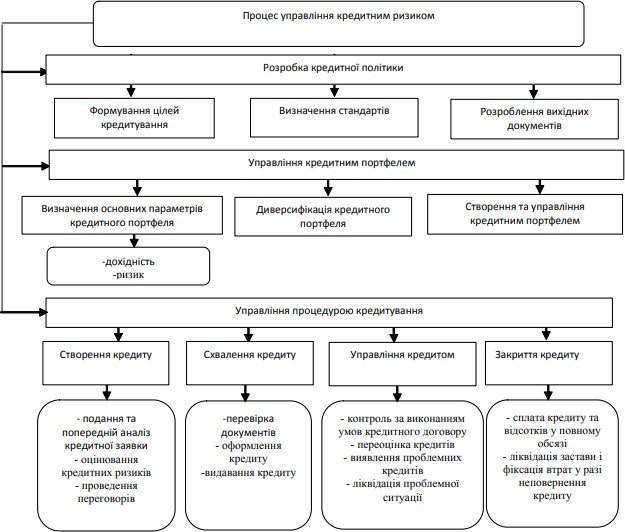 Процес управління кредитним ризиком
Розробка кредитної політики
Формування цілей
кредитування
Визначення стандартів
Розроблення вихідних
документів
Управління кредитним портфелем
Визначення основних параметрів
кредитного портфеля
Диверсифікація кредитного
портфеля
Створення та управління
кредитним портфелем
-дохідність
-ризик
Управління процедурою кредитування
Створення кредиту
Схвалення кредиту
Управління кредитом
Закриття кредиту
- подання та
попередній аналіз
кредитної заявки
- оцінювання
кредитних ризиків
- проведення
переговорів
-перевірка
документів
- оформлення
кредиту
-видавання кредиту
- контроль за виконанням
умов кредитного договору
- переоцінка кредитів
- виявлення проблемних
кредитів
- ліквідація проблемної
ситуації
- сплата кредиту та
відсотків у повному
обсязі
- ліквідація застави і
фіксація втрат у разі
неповернення
кредиту